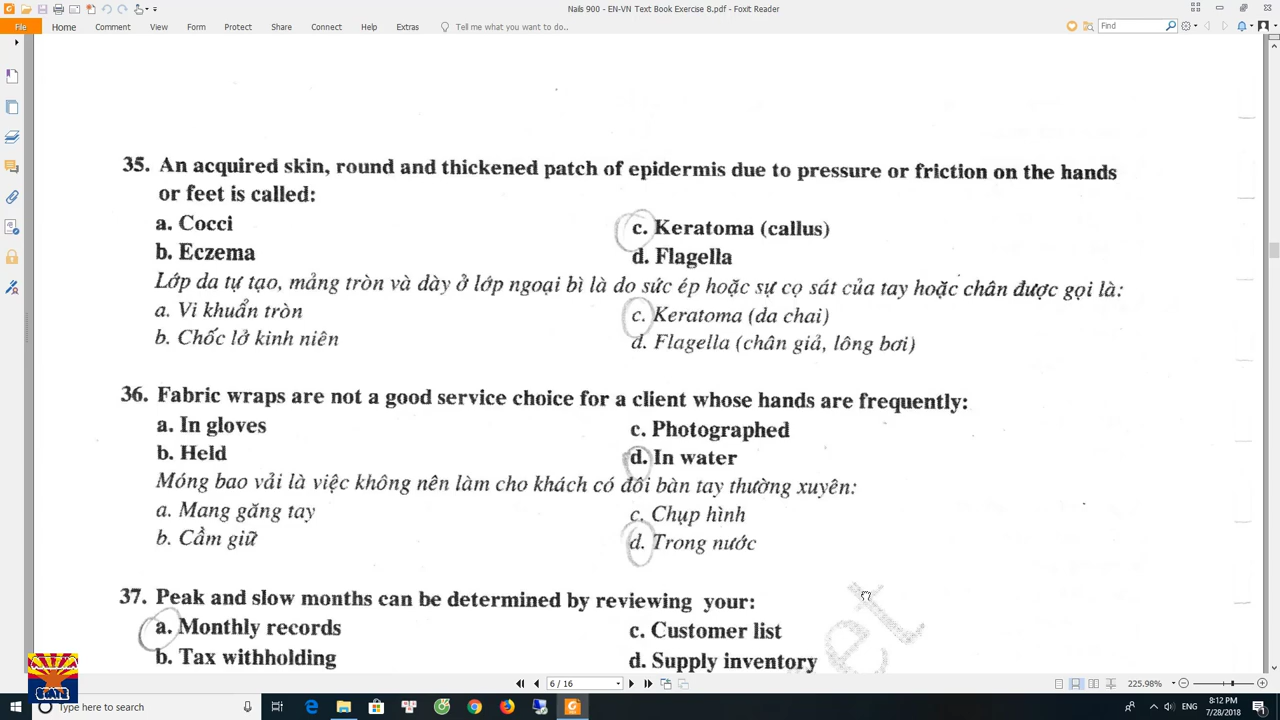 Nails 900 - EN-VN Text Book Exercise 8.pdf - Foxit Reader
File Home Comment View Form Protect Share Connect Help Extras Tell me what you want to do.. Find
35. An acquired skin, round and thickened patch of epidermis due to pressure or friction on the hands
or feet is called:
a. Cocci c. Keratoma (callus)
b. Eczema d. Flagella
Lớp da tự tạo, mảng tròn và dày ở lớp ngoại bì là do sức ép hoặc sự cọ sát của tay hoặc chân được gọi là:
a. Vi khuẩn tròn c. Keratoma (da chai)
b. Chốc lở kinh niên d. Flagella (chân giả, lông bơi)
36. Fabric wraps are not a good service choice for a client whose hands are frequently:
a. In gloves c. Photographed
b. Held d. In water
Móng bao vải là việc không nên làm cho khách có đôi bàn tay thường xuyên:
a. Mang găng tay c. Chụp hình
b. Cầm giữ d. Trong nước
37. Peak and slow months can be determined by reviewing your:
a. Monthly records c. Customer list
b. Tax withholding d. Supply inventory
et
STATE
6 / 16 225.98%
Type here to search 8:12 PM
7/28/2018